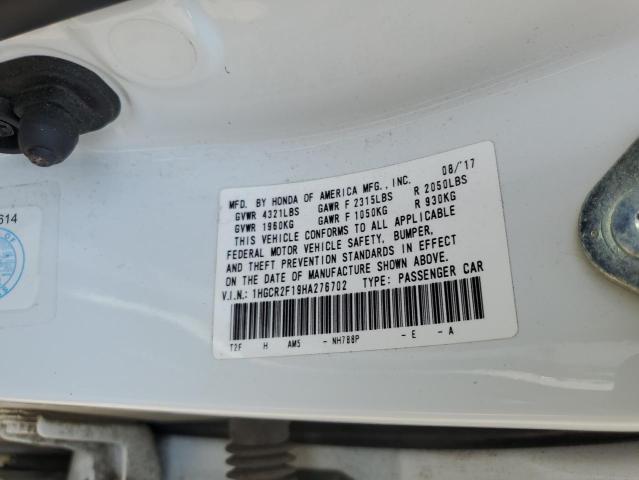 MFD. BY HONDA OF AMERICA MFG., INC. 08/'17
GVWR 4321LBS GAWR F 2315LBS R 2050LBS
GVWR 1960KG GAWR F 1050KG R 930KG
THIS VEHICLE CONFORMS TO ALL APPLICABLE
FEDERAL MOTOR VEHICLE SAFETY, BUMPER,
AND THEFT PREVENTION STANDARDS IN EFFECT
ON THE DATE OF MANUFACTURE SHOWN ABOVE.
V.I.N.: 1HGCR2F19HA276702 TYPE: PASSENGER CAR
T2F H AM5 - NH788P - E - A
614
OF